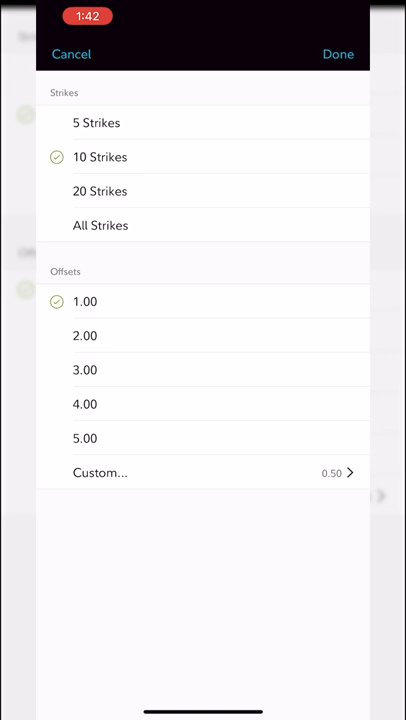 1:42
Cancel
Done
Strikes
5 Strikes
10 Strikes
20 Strikes
All Strikes
Offsets
1.00
2.00
3.00
4.00
5.00
Custom...
0.50